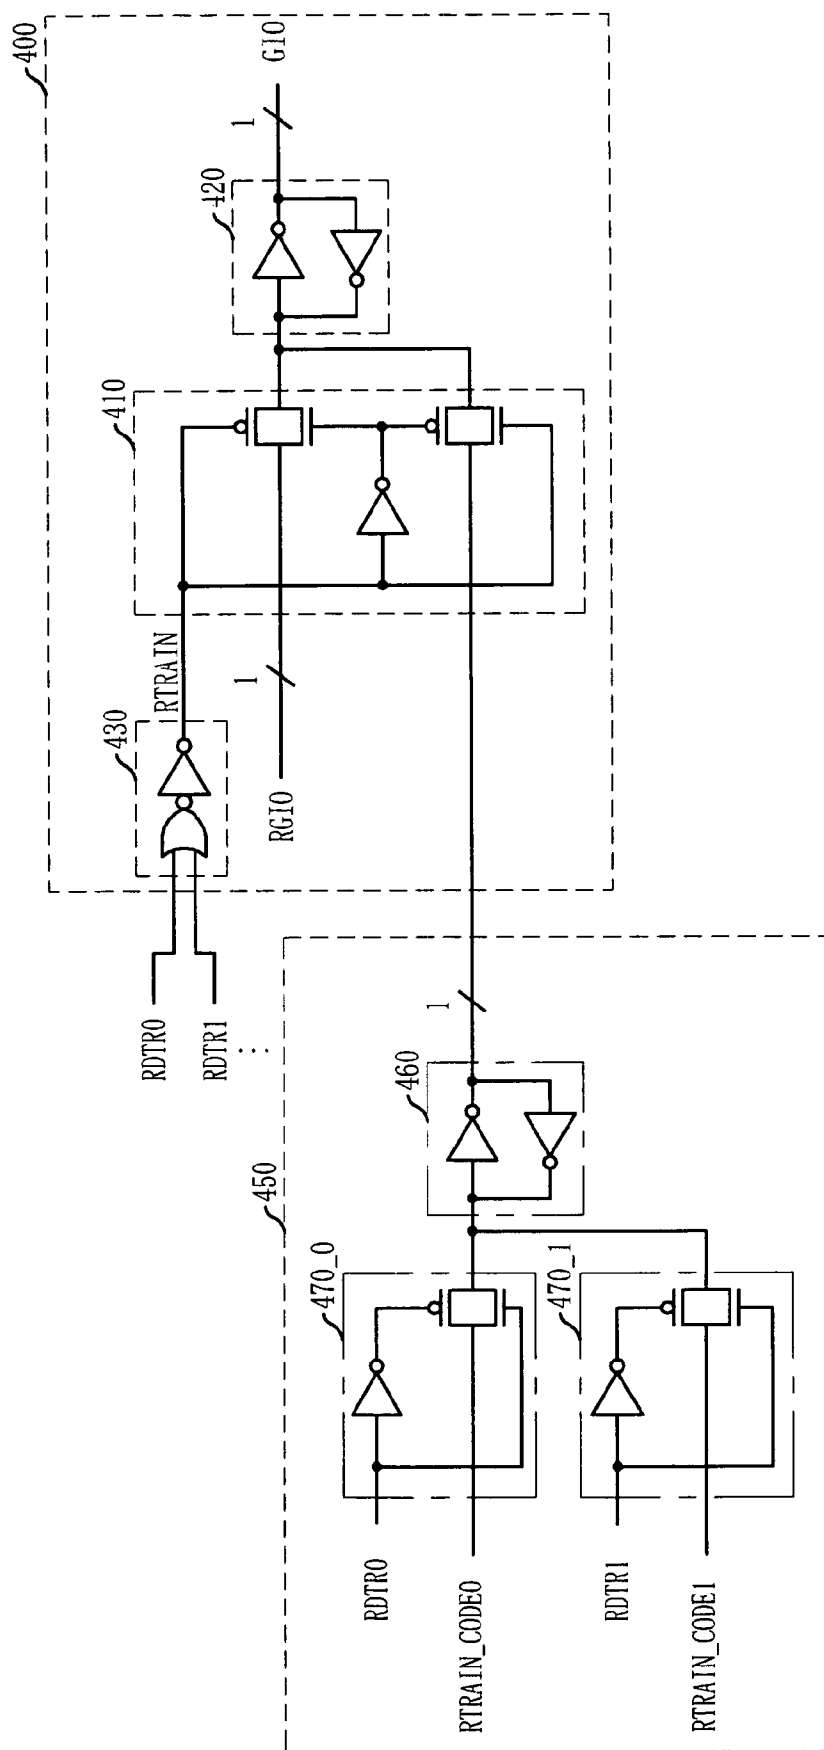 400
GIO
1
420
410
RTRAIN
430
1
RGIO
RDTR0
RDTR1
...
450
1
460
470_0
470_1
RDTR0
RTRAIN_CODE0
RDTR1
RTRAIN_CODE1